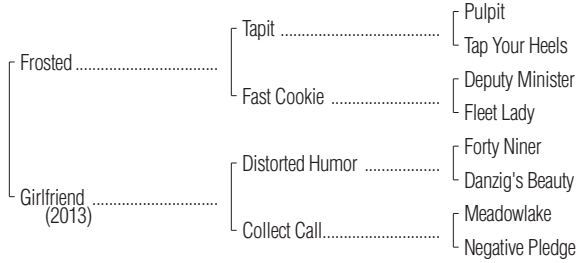 Pulpit
Tapit ..............................
Tap Your Heels
Frosted ...........................
Deputy Minister
Fast Cookie ....................
Fleet Lady
Forty Niner
Distorted Humor ..............
Danzig's Beauty
Girlfriend ........................
(2013)
Meadowlake
Collect Call......................
Negative Pledge